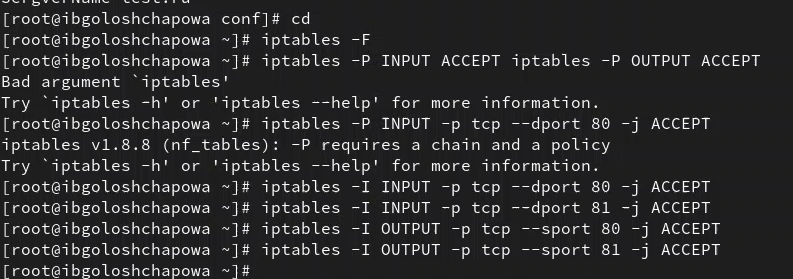 SergverName test.ru
[root@ibgoloshchapowa conf]# cd
[root@ibgoloshchapowa ~]# iptables -F
[root@ibgoloshchapowa ~]# iptables -P INPUT ACCEPT iptables -P OUTPUT ACCEPT
Bad argument `iptables'
Try `iptables -h' or 'iptables --help' for more information.
[root@ibgoloshchapowa ~]# iptables -P INPUT -p tcp --dport 80 -j ACCEPT
iptables v1.8.8 (nf_tables): -P requires a chain and a policy
Try `iptables -h' or 'iptables --help' for more information.
[root@ibgoloshchapowa ~]# iptables -I INPUT -p tcp --dport 80 -j ACCEPT
[root@ibgoloshchapowa ~]# iptables -I INPUT -p tcp --dport 81 -j ACCEPT
[root@ibgoloshchapowa ~]# iptables -I OUTPUT -p tcp --sport 80 -j ACCEPT
[root@ibgoloshchapowa ~]# iptables -I OUTPUT -p tcp --sport 81 -j ACCEPT
[root@ibgoloshchapowa ~]#